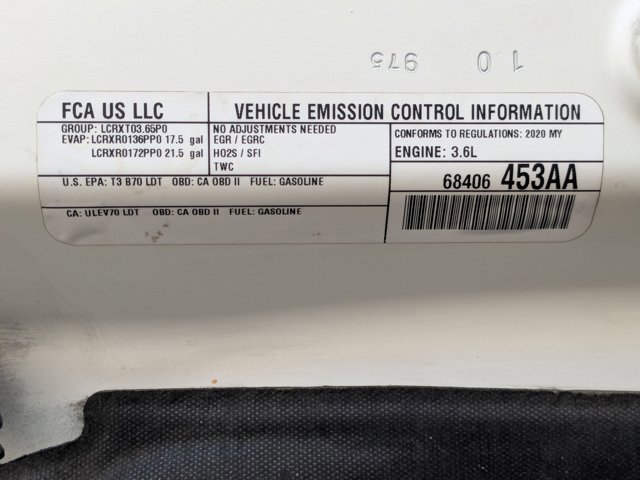 1 0 975
FCA US LLC
VEHICLE EMISSION CONTROL INFORMATION
GROUP: LCRXT03.65P0
EVAP: LCRXR0136PP0 17.5 gal
LCRXR0172PP0 21.5 gal
NO ADJUSTMENTS NEEDED
EGR / EGRC
HO2S / SFI
TWC
CONFORMS TO REGULATIONS: 2020 MY
ENGINE: 3.6L
U.S. EPA: T3 B70 LDT OBD: CA OBD II FUEL: GASOLINE
CA: ULEV70 LDT OBD: CA OBD II FUEL: GASOLINE
68406 453AA